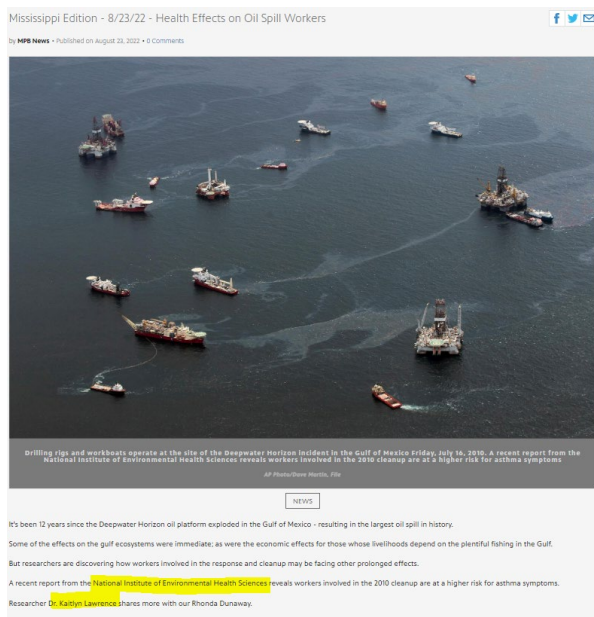 Mississippi Edition - 8/23/22 - Health Effects on Oil Spill Workers
by MPB News • Published on August 23, 2022 • 0 Comments
Drilling rigs and workboats operate at the site of the Deepwater Horizon incident in the Gulf of Mexico Friday, July 16, 2010. A recent report from the
National Institute of Environmental Health Sciences reveals workers involved in the 2010 cleanup are at a higher risk for asthma symptoms
AP Photo/Dave Martin, File
NEWS
It's been 12 years since the Deepwater Horizon oil platform exploded in the Gulf of Mexico - resulting in the largest oil spill in history.
Some of the effects on the gulf ecosystems were immediate; as were the economic effects for those whose livelihoods depend on the plentiful fishing in the Gulf.
But researchers are discovering how workers involved in the response and cleanup may be facing other prolonged effects.
A recent report from the National Institute of Environmental Health Sciences reveals workers involved in the 2010 cleanup are at a higher risk for asthma symptoms.
Researcher Dr. Kaitlyn Lawrence shares more with our Rhonda Dunaway.